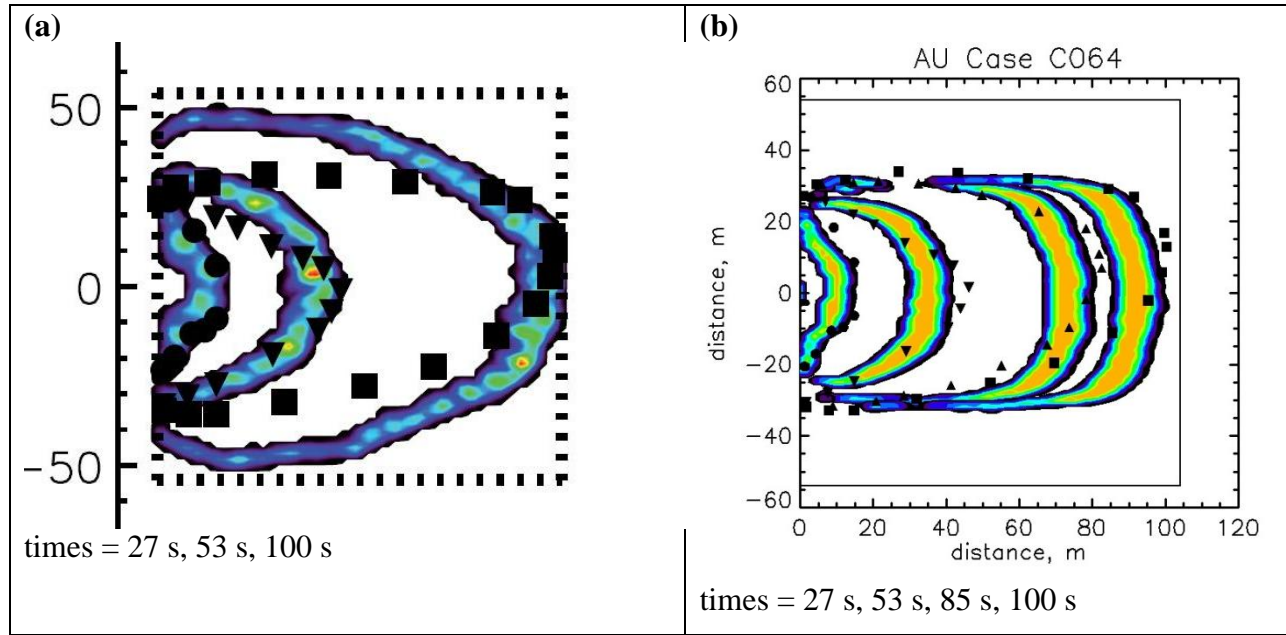 (a)
50
0
-50
times = 27 s, 53 s, 100 s
(b)
AU Case C064
60
40
20
0
-20
-40
-60
distance, m
0 20 40 60 80 100 120
distance, m
times = 27 s, 53 s, 85 s, 100 s